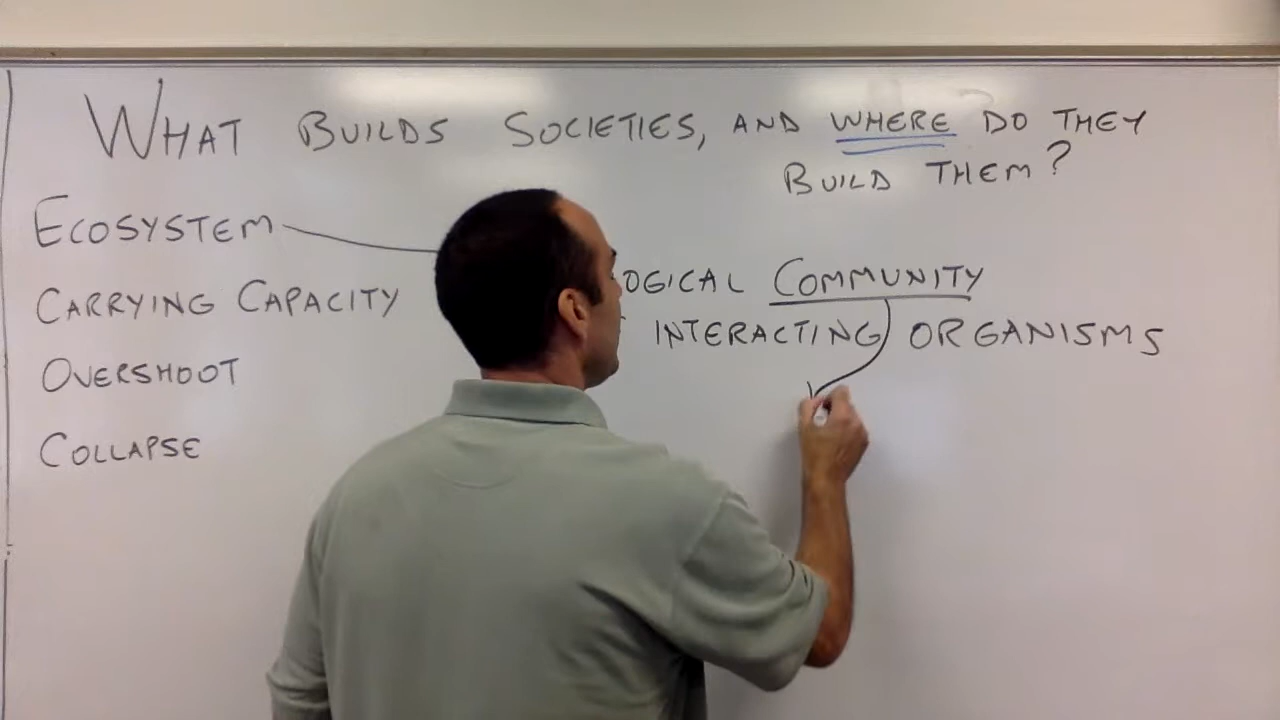 WHAT BUILDS SOCIETIES, AND WHERE DO THEY
BUILD THEM?
ECOSYSTEM
OGICAL COMMUNITY
CARRYING CAPACITY
INTERACTING ORGANISMS
OVERSHOOT
COLLAPSE